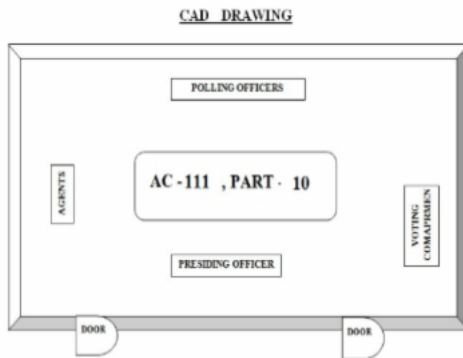 CAD DRAWING
POLLING OFFICERS
AGENTS
AC -111 , PART - 10
VOTING
COMAPRMEN
PRESIDING OFFICER
DOOR
DOOR